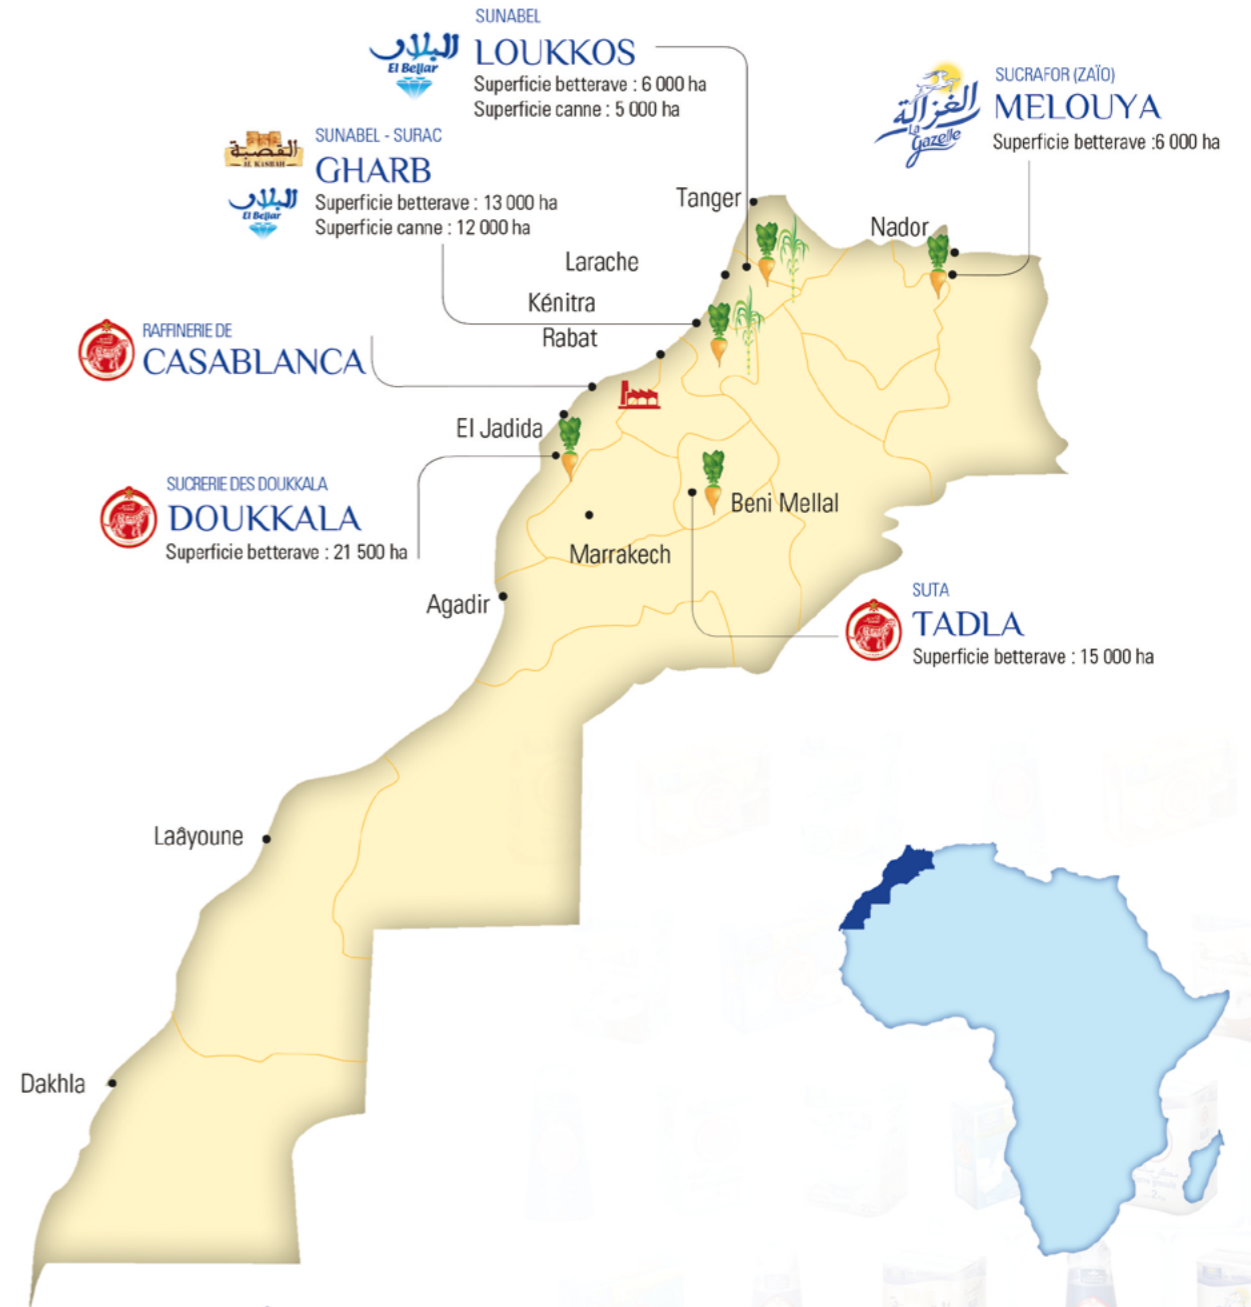 SUNABEL
LOUKKOS
Superficie betterave : 6 000 ha
Superficie canne : 5 000 ha
البلار
El Bellar
SUCRAFOR (ZAÏO)
MELOUYA
Superficie betterave :6 000 ha
الغزالة
La
Gazelle
SUNABEL - SURAC
GHARB
Superficie betterave : 13 000 ha
Superficie canne : 12 000 ha
القصبة
AL KASBAH
البلار
El Bellar
Tanger
Nador
Larache
Kénitra
Rabat
RAFFINERIE DE
CASABLANCA
El Jadida
SUCRERIE DES DOUKKALA
DOUKKALA
Superficie betterave : 21 500 ha
Beni Mellal
Marrakech
Agadir
SUTA
TADLA
Superficie betterave : 15 000 ha
Laâyoune
Dakhla